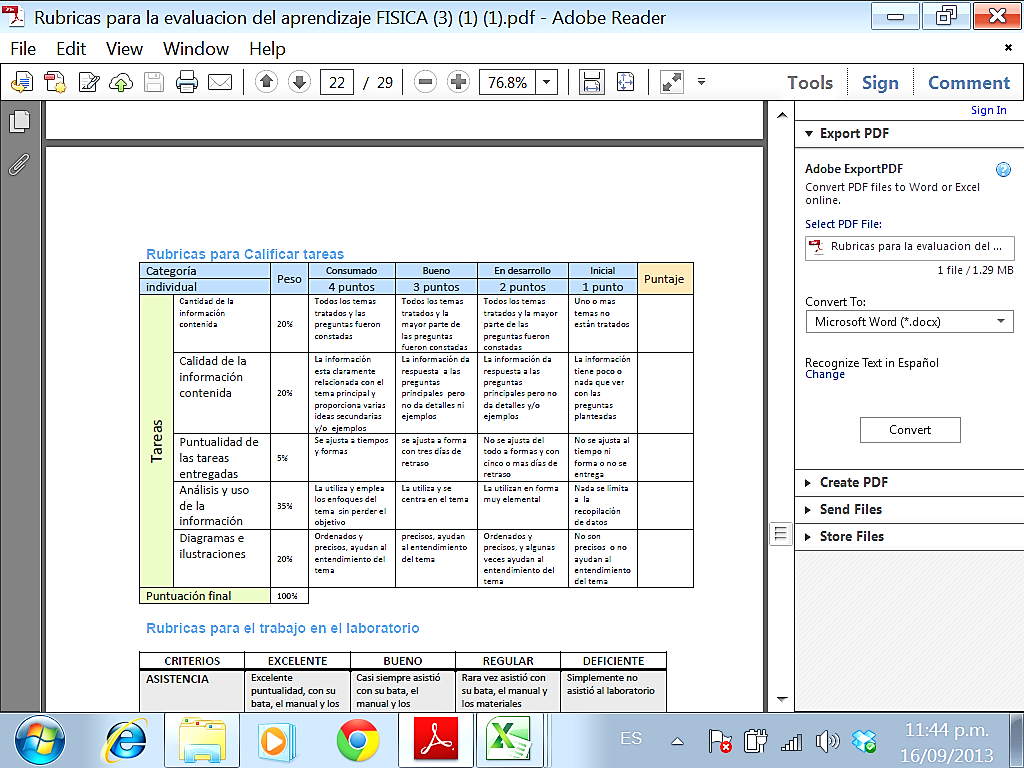 Rubricas para la evaluacion del aprendizaje FISICA (3) (1) (1).pdf - Adobe Reader
File Edit View Window Help
22 / 29 76.8% Tools Sign Comment
Sign In
Export PDF
Adobe ExportPDF
Convert PDF files to Word or Excel
online.
Select PDF File:
Rubricas para la evaluacion del ...
1 file / 1.29 MB
Convert To:
Microsoft Word (*.docx)
Recognize Text in Español
Change
Convert
Create PDF
Send Files
Store Files
Rubricas para Calificar tareas
Categoría
individual
Peso
Consumado
4 puntos
Bueno
3 puntos
En desarrollo
2 puntos
Inicial
1 punto
Puntaje
Tareas
Cantidad de la
información
contenida
20%
Todos los temas
tratados y las
preguntas fueron
constadas
Todos los temas
tratados y la
mayor parte de
las preguntas
fueron constadas
Todos los temas
tratados y la mayor
parte de las
preguntas fueron
constadas
Uno o mas
temas no
están tratados
Calidad de la
información
contenida
20%
La información
esta claramente
relacionada con el
tema principal y
proporciona varias
ideas secundarias
y/o ejemplos
La información da
respuesta a las
preguntas
principales pero
no da detalles ni
ejemplos
La información da
respuesta a las
preguntas
principales pero no
da detalles y/o
ejemplos
La información
tiene poco o
nada que ver
con las
preguntas
planteadas
Puntualidad de
las tareas
entregadas
5%
Se ajusta a tiempos
y formas
se ajusta a forma
con tres días de
retraso
No se ajusta del
todo a formas y con
cinco o mas días de
retraso
No se ajusta al
tiempo ni
forma o no se
entrega
Análisis y uso
de la
información
35%
La utiliza y emplea
los enfoques del
tema sin perder el
objetivo
La utiliza y se
centra en el tema
La utilizan en forma
muy elemental
Nada se limita
a la
recopilación
de datos
Diagramas e
ilustraciones
20%
Ordenados y
precisos, ayudan al
entendimiento del
tema
precisos, ayudan
al entendimiento
del tema
Ordenados y
precisos, y algunas
veces ayudan al
entendimiento del
tema
No son
precisos o no
ayudan al
entendimiento
del tema
Puntuación final 100%
Rubricas para el trabajo en el laboratorio
CRITERIOS EXCELENTE BUENO REGULAR DEFICIENTE
ASISTENCIA
Excelente
puntualidad, con su
bata, el manual y los
Casi siempre asistió
con su bata, el
manual y los
Rara vez asistió con
su bata, el manual y
los materiales
Simplemente no
asistió al laboratorio
ES
11:44 p.m.
16/09/2013